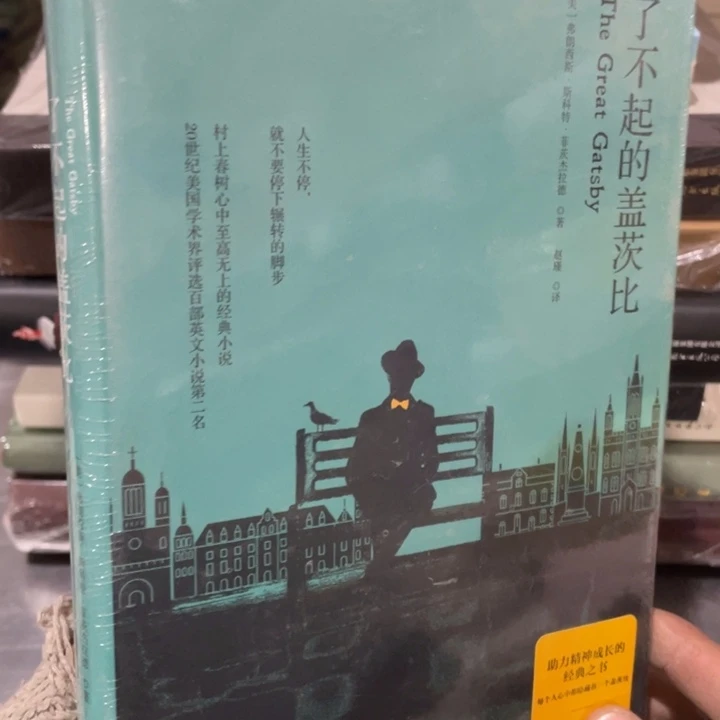 了不起的盖茨比
The Great Gatsby
弗朗西斯·斯科特·菲茨杰拉德 ◎著
赵瑾 ◎译
人生不停,
就不要停下辗转的脚步
村上春树心中至高无上的经典小说
20世纪美国学术界评选百部英文小说第二名
The Great Gatsby
助力精神成长的
经典之书